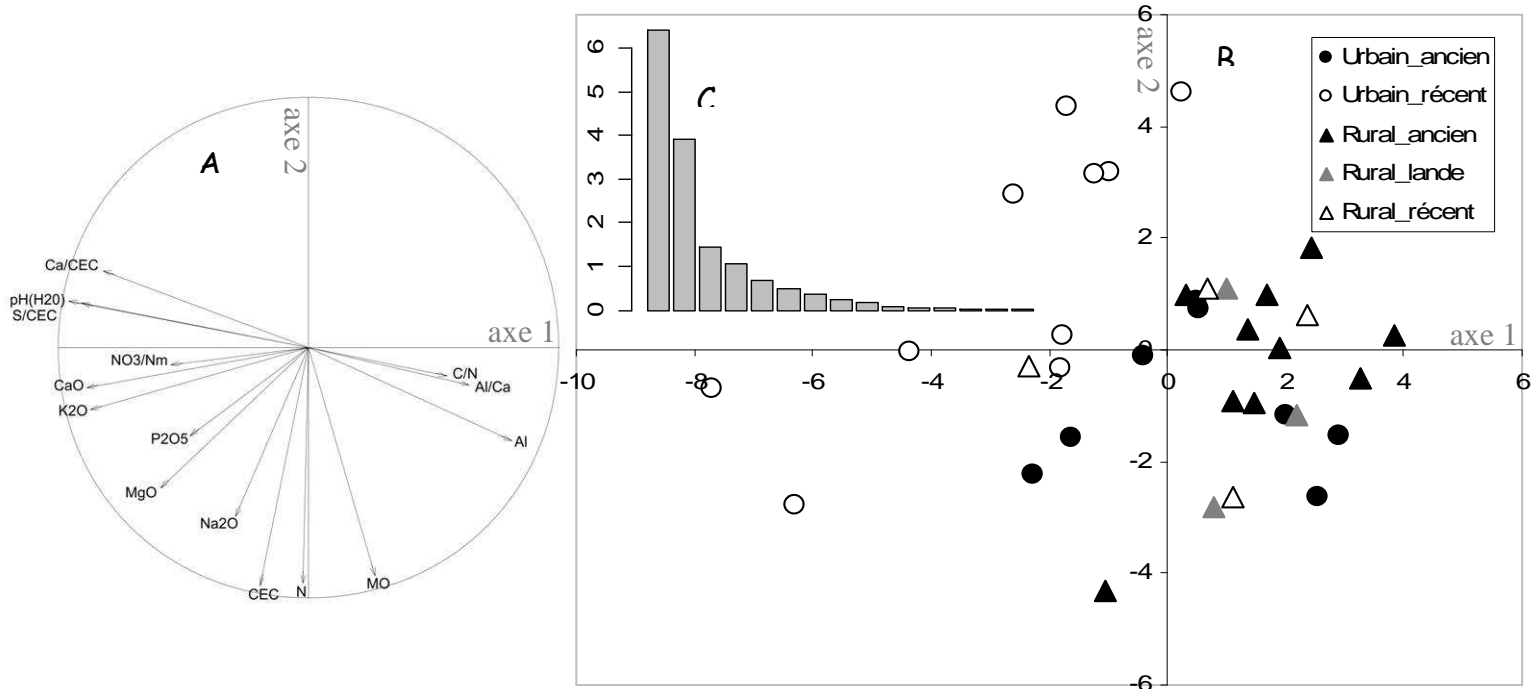 A
axe 2
axe 1
Ca/CEC
pH(H20)
S/CEC
NO3/Nm
CaO
K2O
P2O5
MgO
Na2O
CEC
N
MO
C/N
Al/Ca
Al
C
6
5
4
3
2
1
0
B
axe 2
axe 1
Urbain_ancien
Urbain_récent
Rural_ancien
Rural_lande
Rural_récent
6
4
2
0
-2
-4
-6
-10
-8
-6
-4
-2
0
2
4
6